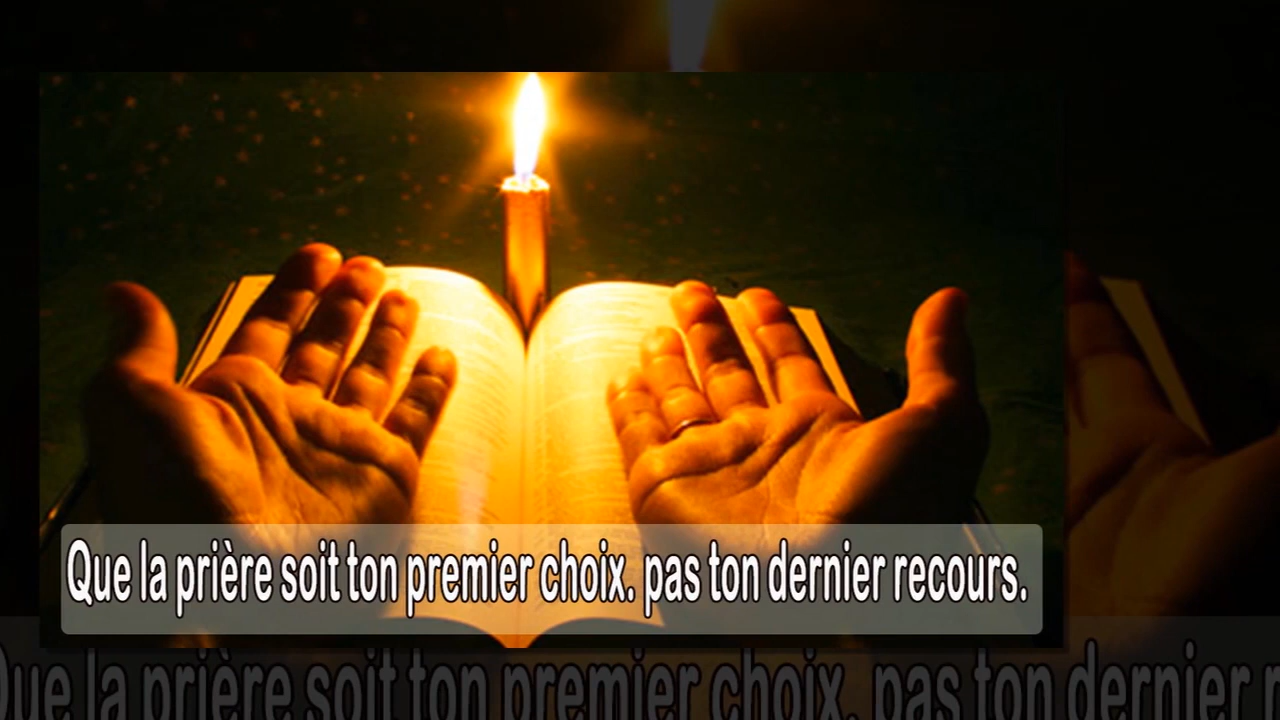 Que la prière soit ton premier choix. pas ton dernier recours.
Que la prière soit ton premier choix. pas ton dernier r